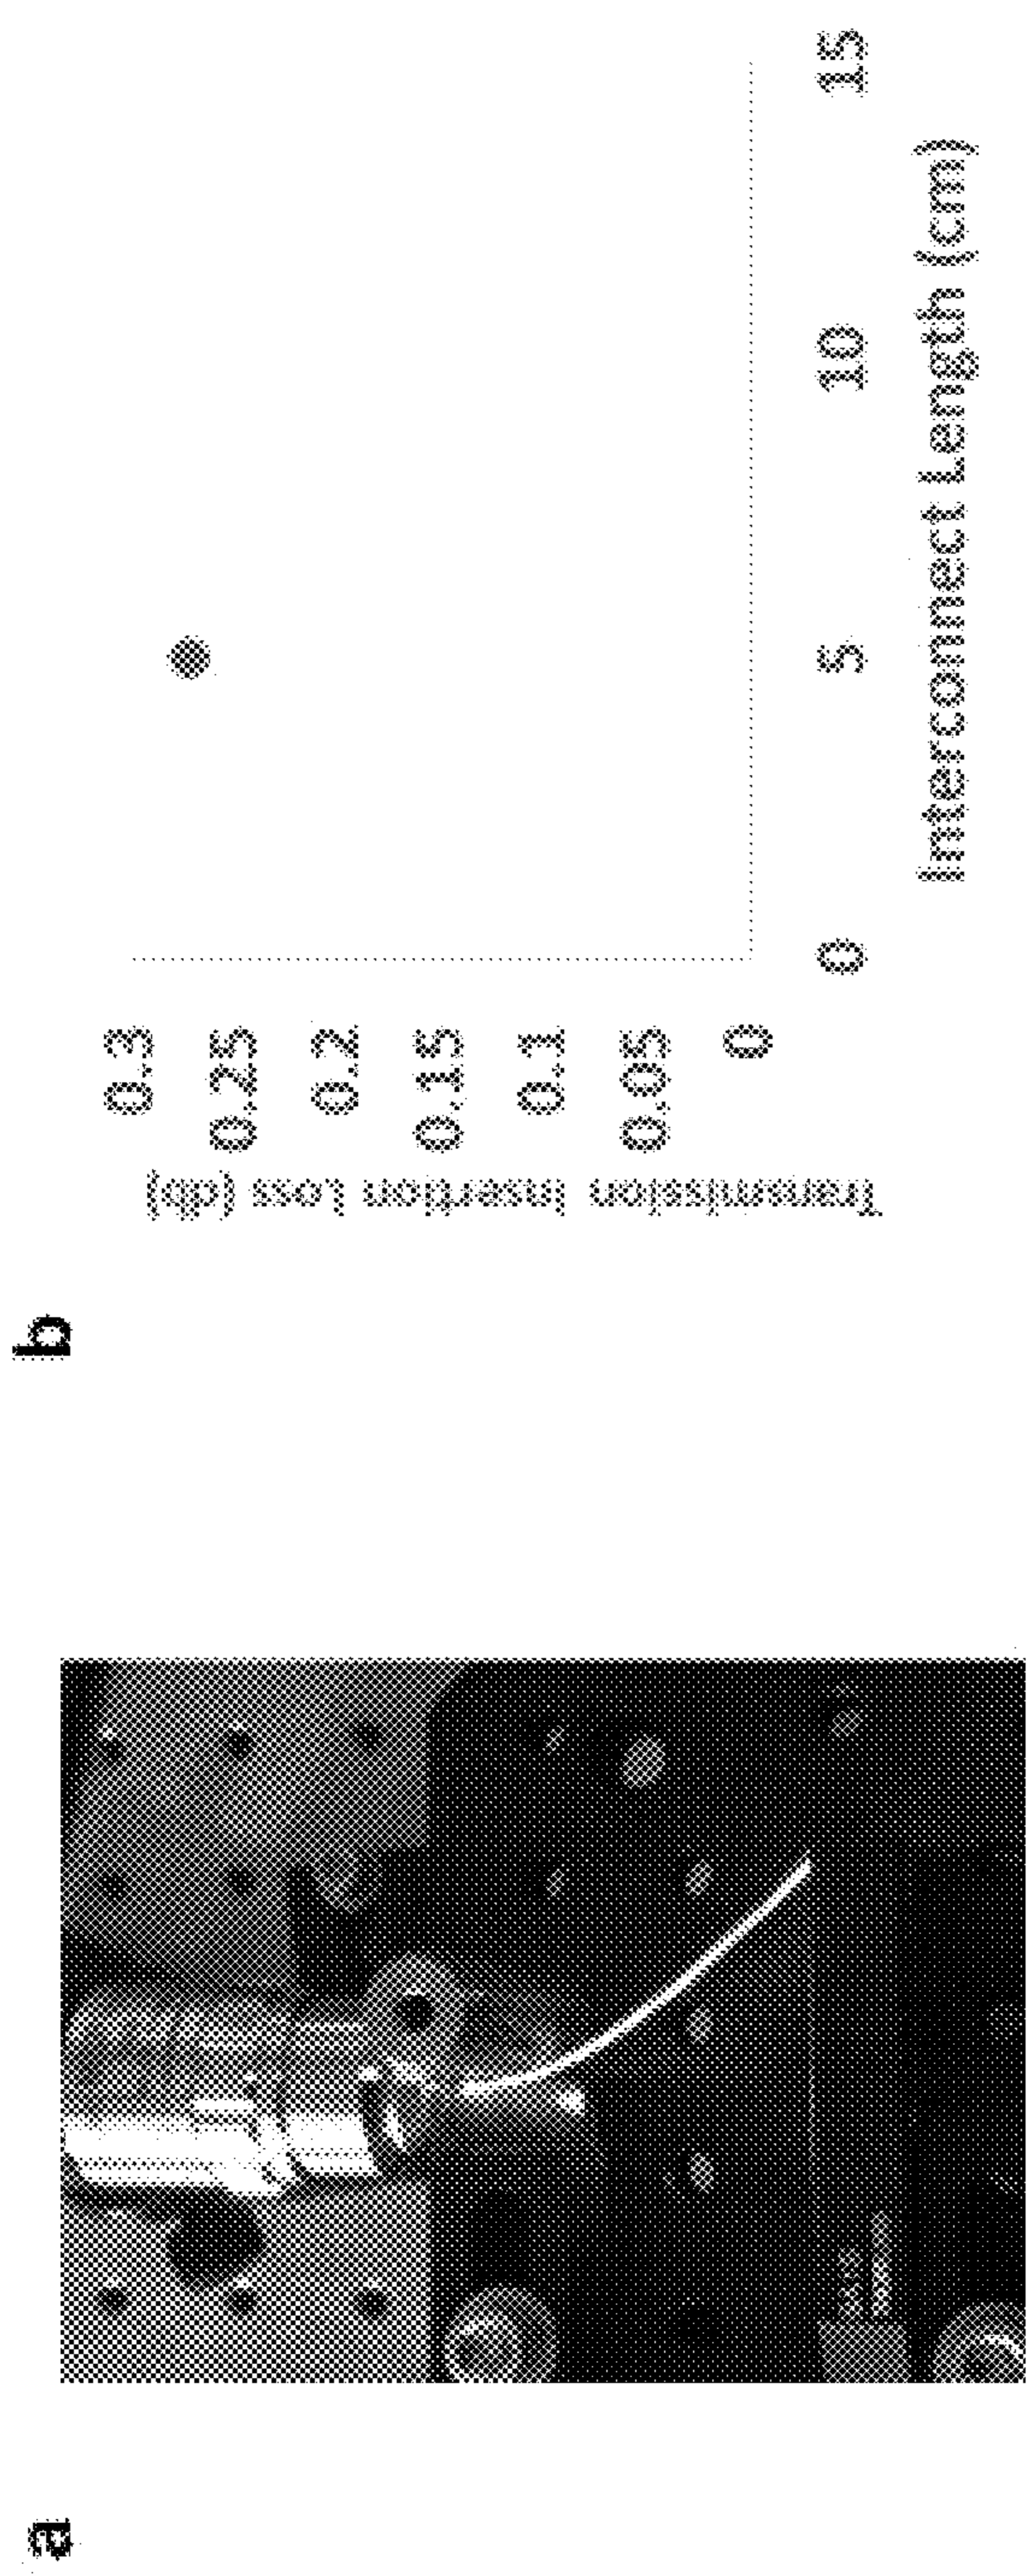 a
b
Transmission Insertion Loss (db)
0.3
0.25
0.2
0.15
0.1
0.05
0
0
5
10
15
Interconnect Length (cm)